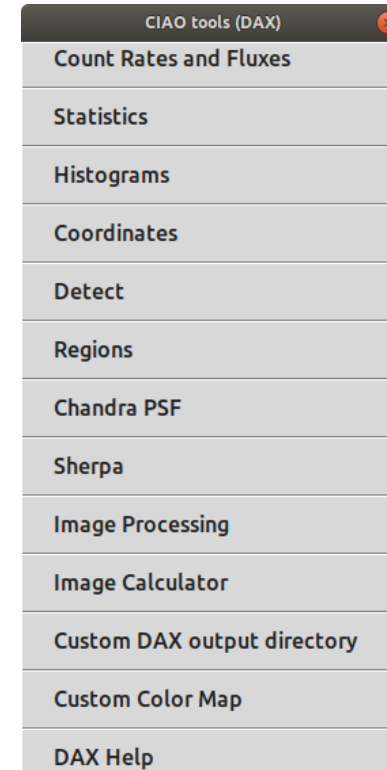 CIAO tools (DAX)
Count Rates and Fluxes
Statistics
Histograms
Coordinates
Detect
Regions
Chandra PSF
Sherpa
Image Processing
Image Calculator
Custom DAX output directory
Custom Color Map
DAX Help